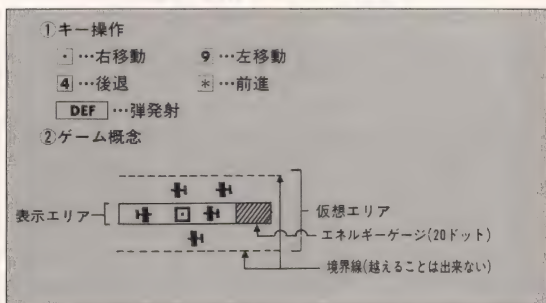 ①キー操作
・…右移動 9…左移動
4…後退 *…前進
DEF…弾発射
②ゲーム概念
表示エリア
仮想エリア
エネルギーゲージ(20ドット)
境界線(越えることは出来ない)